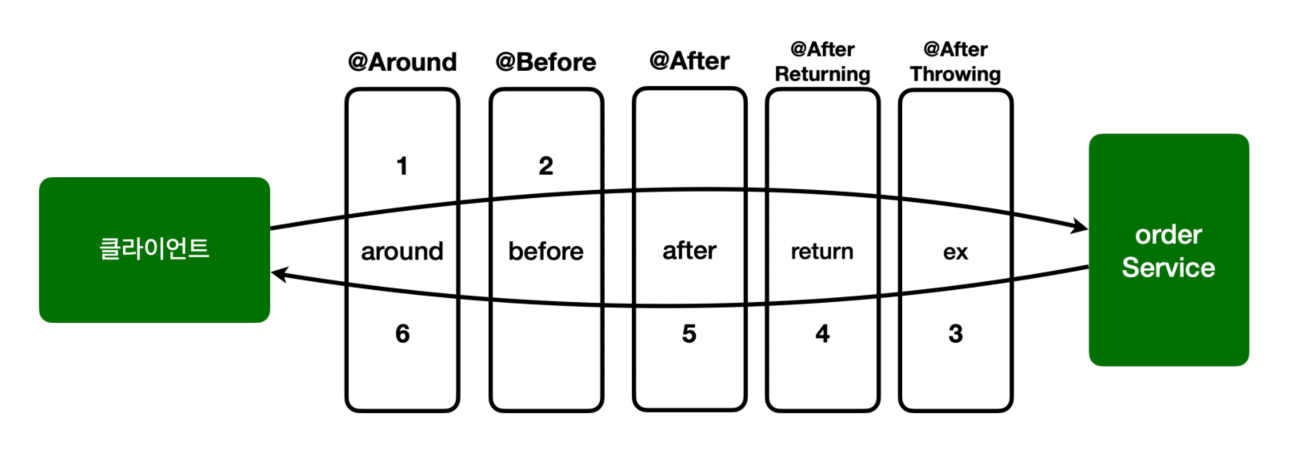 @Around
@Before
@After
@After
Returning
@After
Throwing
1
2
클라이언트
around
before
after
return
ex
order
Service
6
5
4
3